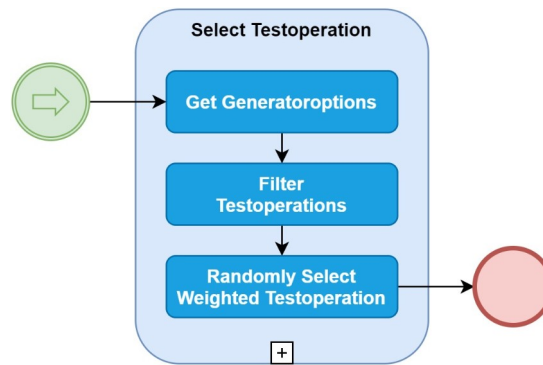 Select Testoperation
Get Generatoroptions
Filter
Testoperations
Randomly Select
Weighted Testoperation
+